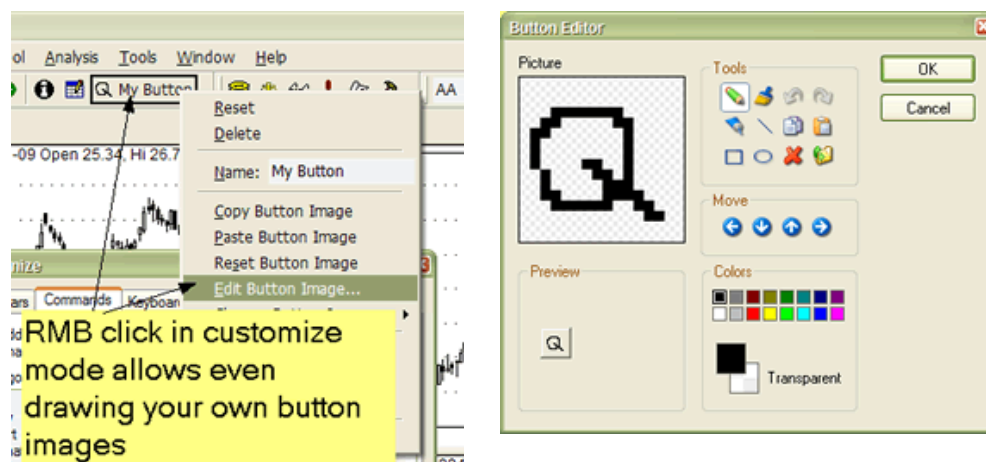 ol Analysis Tools Window Help
My Button
AA
Reset
Delete
-09 Open 25.34, Hi 26.7
Name: My Button
Copy Button Image
Paste Button Image
Reset Button Image
Edit Button Image...
nize
ars Commands Keyboar
RMB click in customize
mode allows even
drawing your own button
images
Button Editor
Picture
Tools
OK
Cancel
Move
Preview
Colors
Transparent